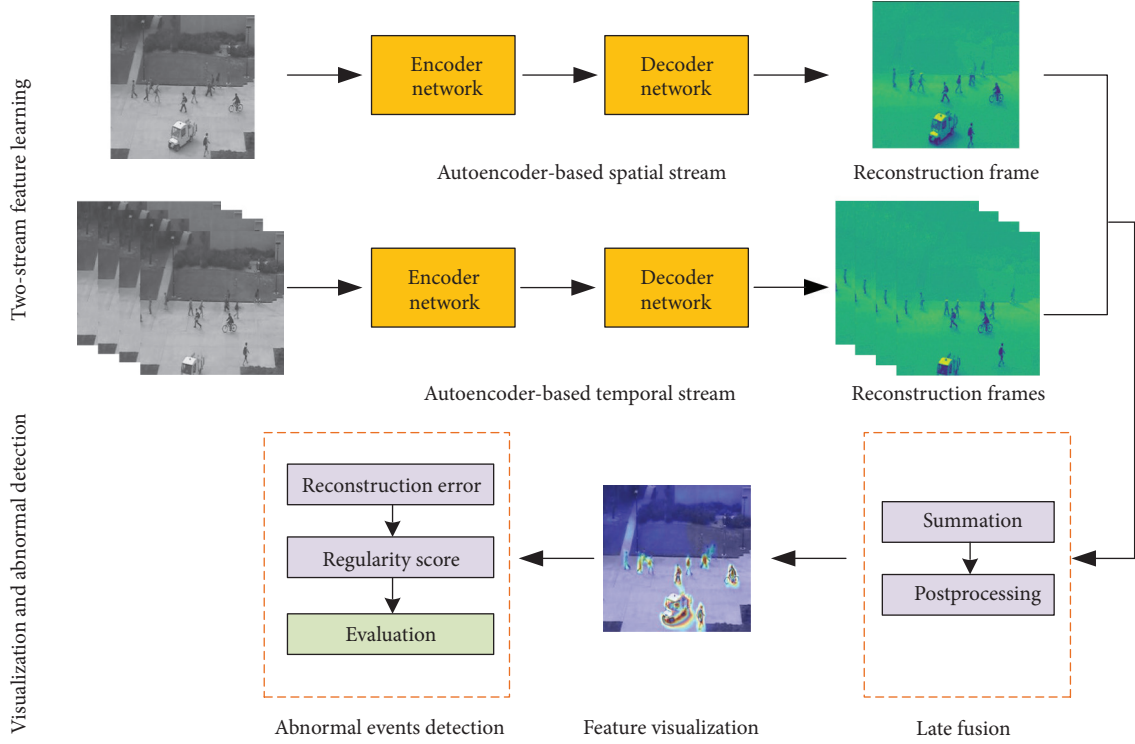 Two-stream feature learning
Encoder
network
Decoder
network
Autoencoder-based spatial stream
Reconstruction frame
Encoder
network
Decoder
network
Autoencoder-based temporal stream
Reconstruction frames
Visualization and abnormal detection
Reconstruction error
Regularity score
Evaluation
Summation
Postprocessing
Abnormal events detection
Feature visualization
Late fusion